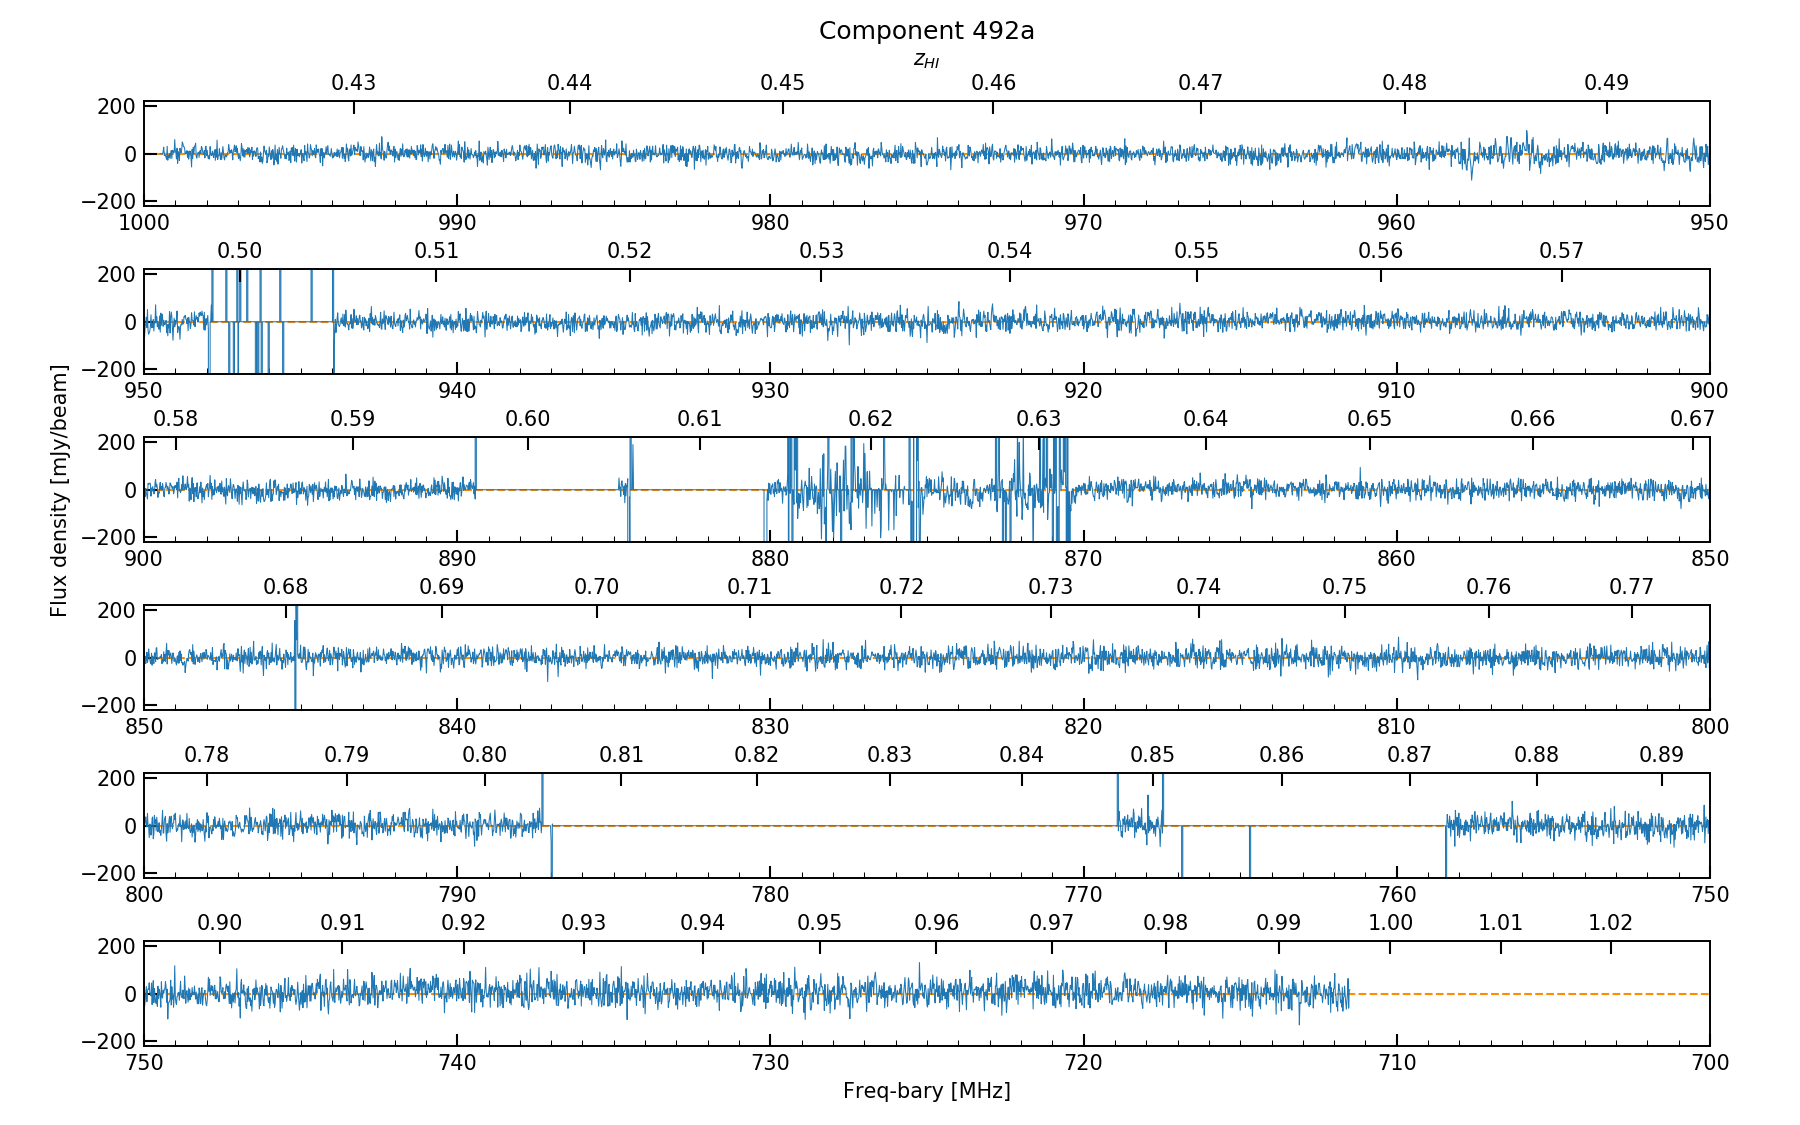 Component 492a
z_HI
0.43 0.44 0.45 0.46 0.47 0.48 0.49
200
0
−200
1000 990 980 970 960 950
0.50 0.51 0.52 0.53 0.54 0.55 0.56 0.57
200
0
−200
950 940 930 920 910 900
0.58 0.59 0.60 0.61 0.62 0.63 0.64 0.65 0.66 0.67
200
0
−200
900 890 880 870 860 850
Flux density [mJy/beam]
0.68 0.69 0.70 0.71 0.72 0.73 0.74 0.75 0.76 0.77
200
0
−200
850 840 830 820 810 800
0.78 0.79 0.80 0.81 0.82 0.83 0.84 0.85 0.86 0.87 0.88 0.89
200
0
−200
800 790 780 770 760 750
0.90 0.91 0.92 0.93 0.94 0.95 0.96 0.97 0.98 0.99 1.00 1.01 1.02
200
0
−200
750 740 730 720 710 700
Freq-bary [MHz]